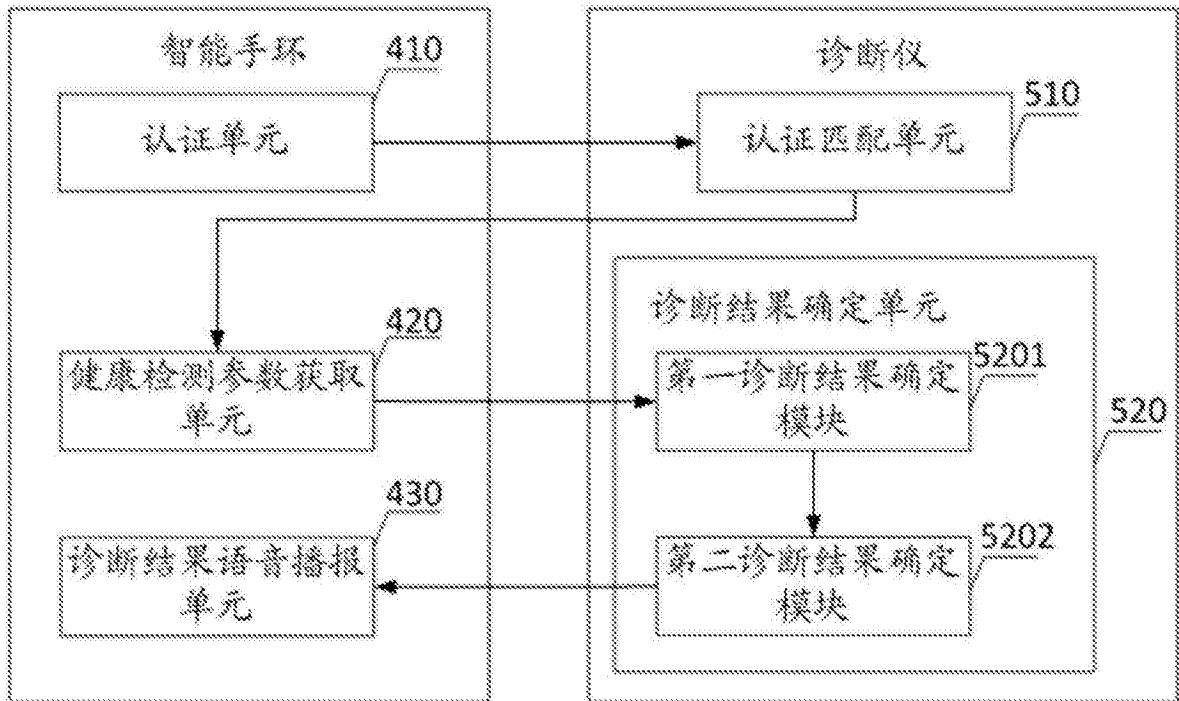 智能手环
410
认证单元
诊断仪
510
认证匹配单元
420
健康检测参数获取
单元
诊断结果确定单元
5201
第一诊断结果确定
模块
520
430
诊断结果语音播报
单元
5202
第二诊断结果确定
模块